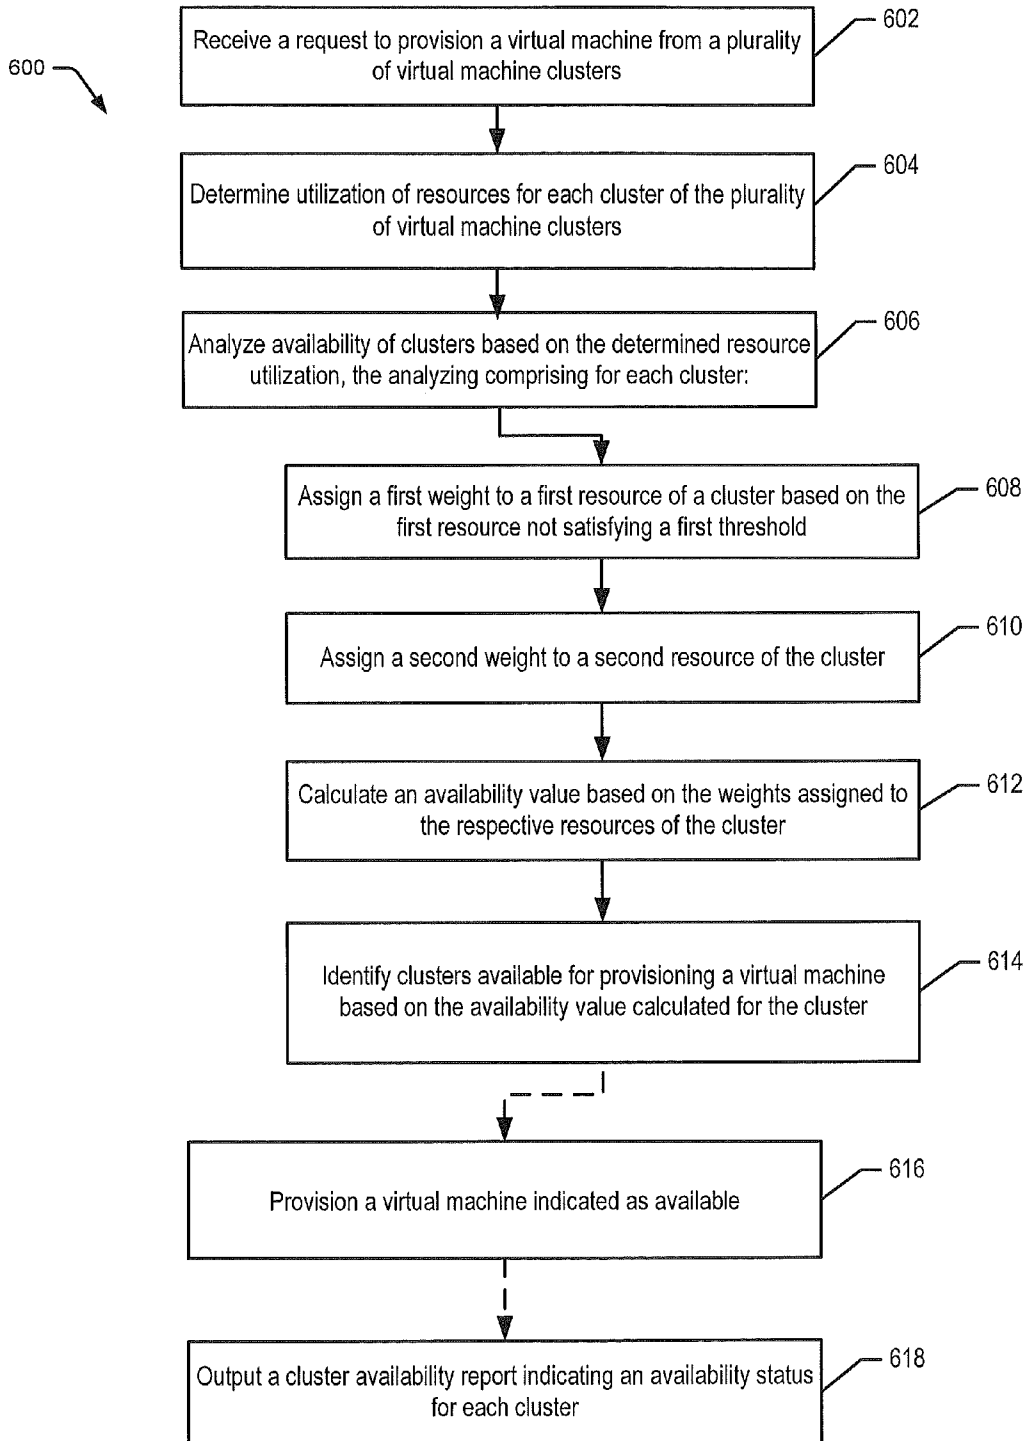 602
Receive a request to provision a virtual machine from a plurality
of virtual machine clusters
600
604
Determine utilization of resources for each cluster of the plurality
of virtual machine clusters
606
Analyze availability of clusters based on the determined resource
utilization, the analyzing comprising for each cluster:
608
Assign a first weight to a first resource of a cluster based on the
first resource not satisfying a first threshold
610
Assign a second weight to a second resource of the cluster
612
Calculate an availability value based on the weights assigned to
the respective resources of the cluster
614
Identify clusters available for provisioning a virtual machine
based on the availability value calculated for the cluster
616
Provision a virtual machine indicated as available
618
Output a cluster availability report indicating an availability status
for each cluster